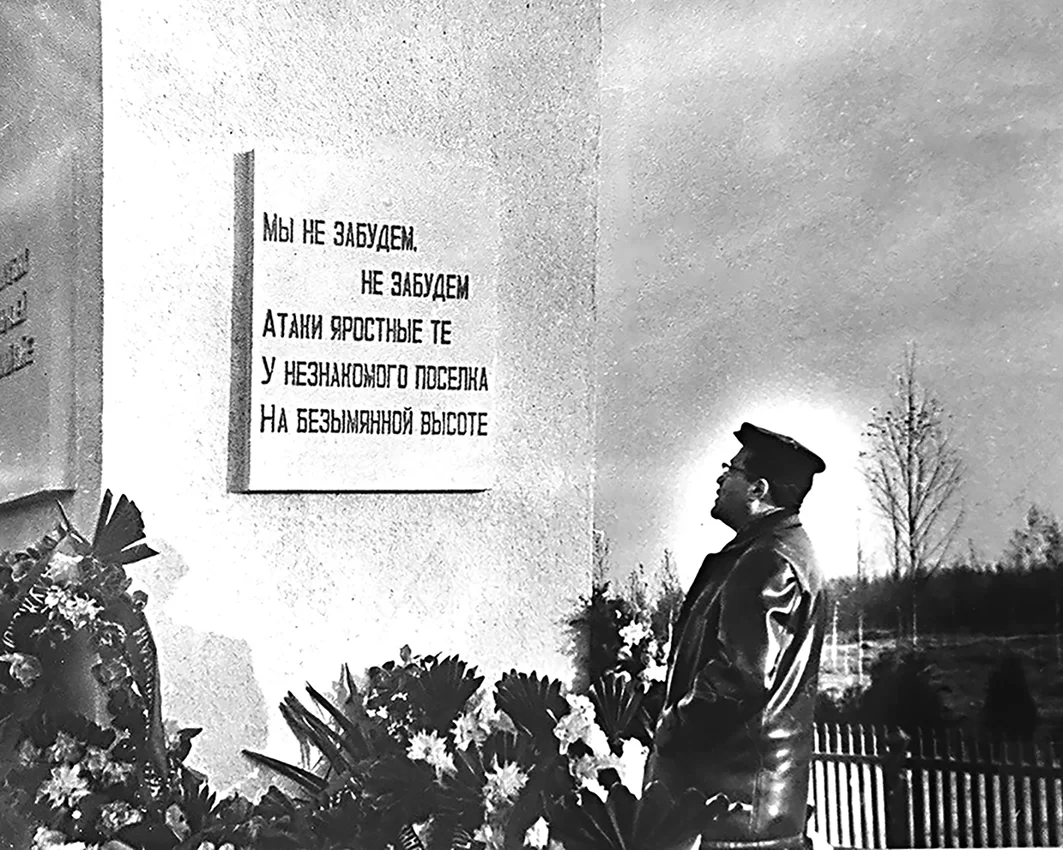 Мы не забудем,
не забудем
Атаки яростные те
У незнакомого поселка
На безымянной высоте